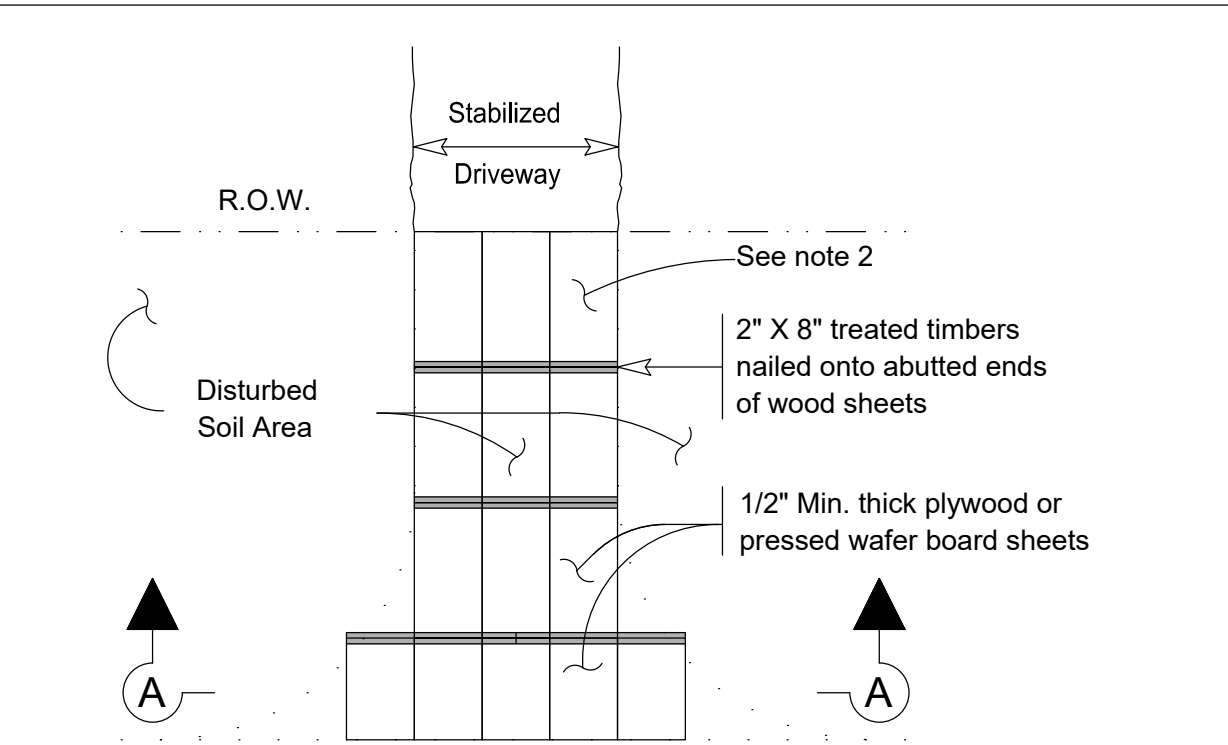 Stabilized
Driveway
R.O.W.
See note 2
2" X 8" treated timbers
nailed onto abutted ends
of wood sheets
Disturbed
Soil Area
1/2" Min. thick plywood or
pressed wafer board sheets
A
A